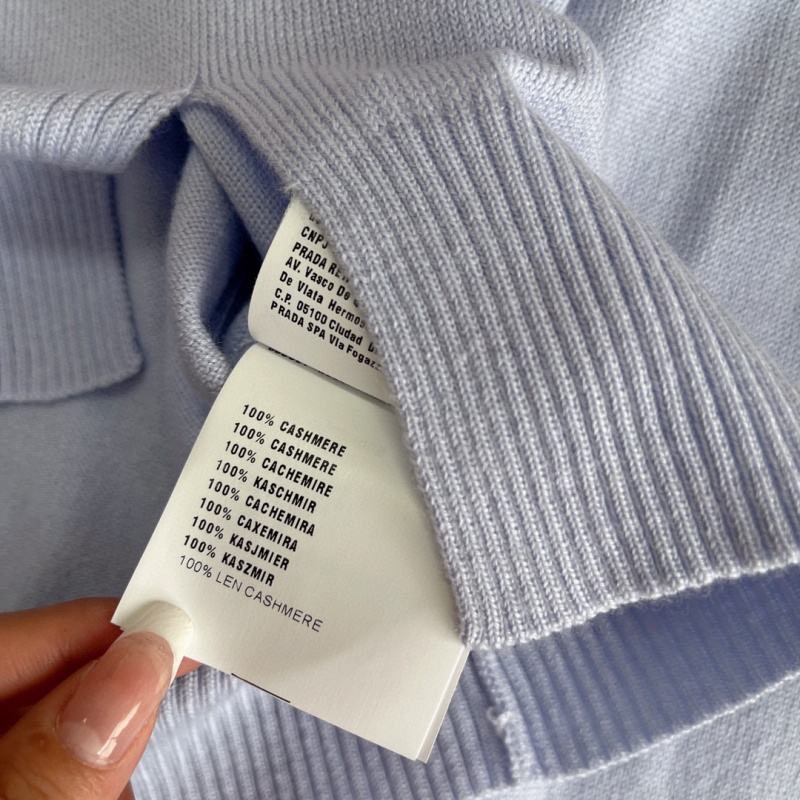 CNPJ
PRADA
AV. Vasco De
De Viata Hermos
C.P. 05100 Ciudad
PRADA SPA Via Fogaz
100% CASHMERE
100% CASHMERE
100% CACHEMIRE
100% KASCHMIR
100% CACHEMIRA
100% CAXEMIRA
100% KASJMIER
100% KASZMIR
100% LEN CASHMERE